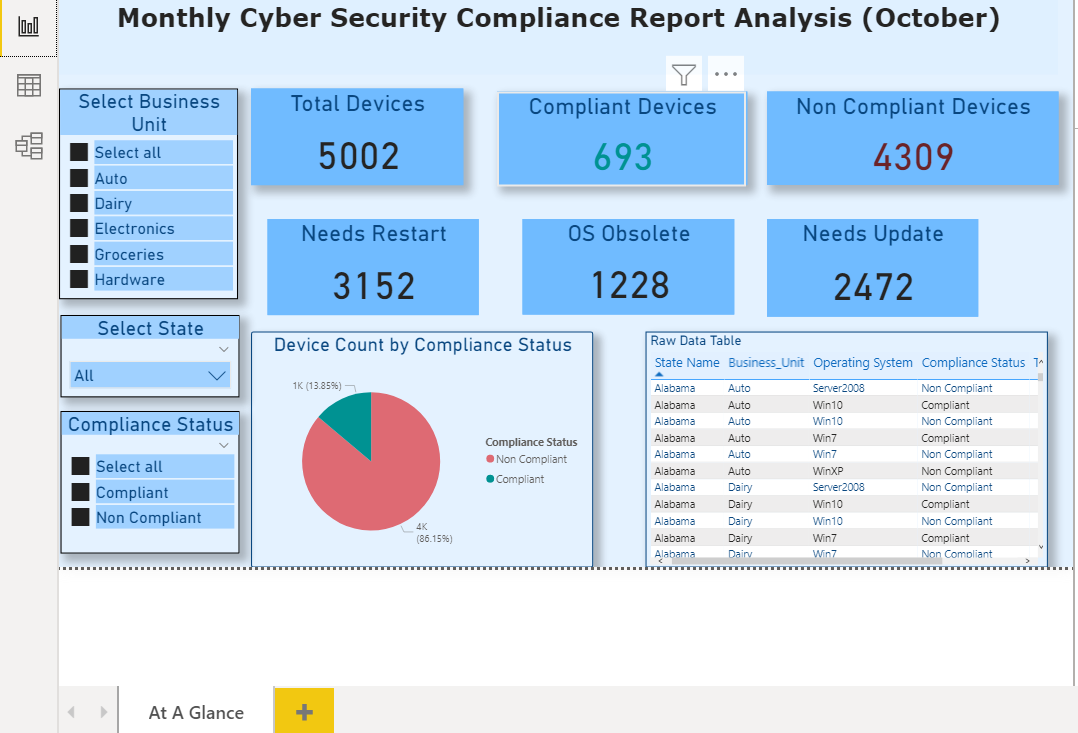 Monthly Cyber Security Compliance Report Analysis (October)
Select Business
Unit
Select all
Auto
Dairy
Electronics
Groceries
Hardware
Total Devices
5002
Compliant Devices
693
Non Compliant Devices
4309
Needs Restart
3152
OS Obsolete
1228
Needs Update
2472
Select State
All
Compliance Status
Select all
Compliant
Non Compliant
Device Count by Compliance Status
1K (13.85%)
4K
(86.15%)
Compliance Status
Non Compliant
Compliant
Raw Data Table
State Name Business_Unit Operating System Compliance Status
Alabama Auto Server2008 Non Compliant
Alabama Auto Win10 Compliant
Alabama Auto Win10 Non Compliant
Alabama Auto Win7 Compliant
Alabama Auto Win7 Non Compliant
Alabama Auto WinXP Non Compliant
Alabama Dairy Server2008 Non Compliant
Alabama Dairy Win10 Compliant
Alabama Dairy Win10 Non Compliant
Alabama Dairy Win7 Compliant
Alabama Dairy Win7 Non Compliant
At A Glance